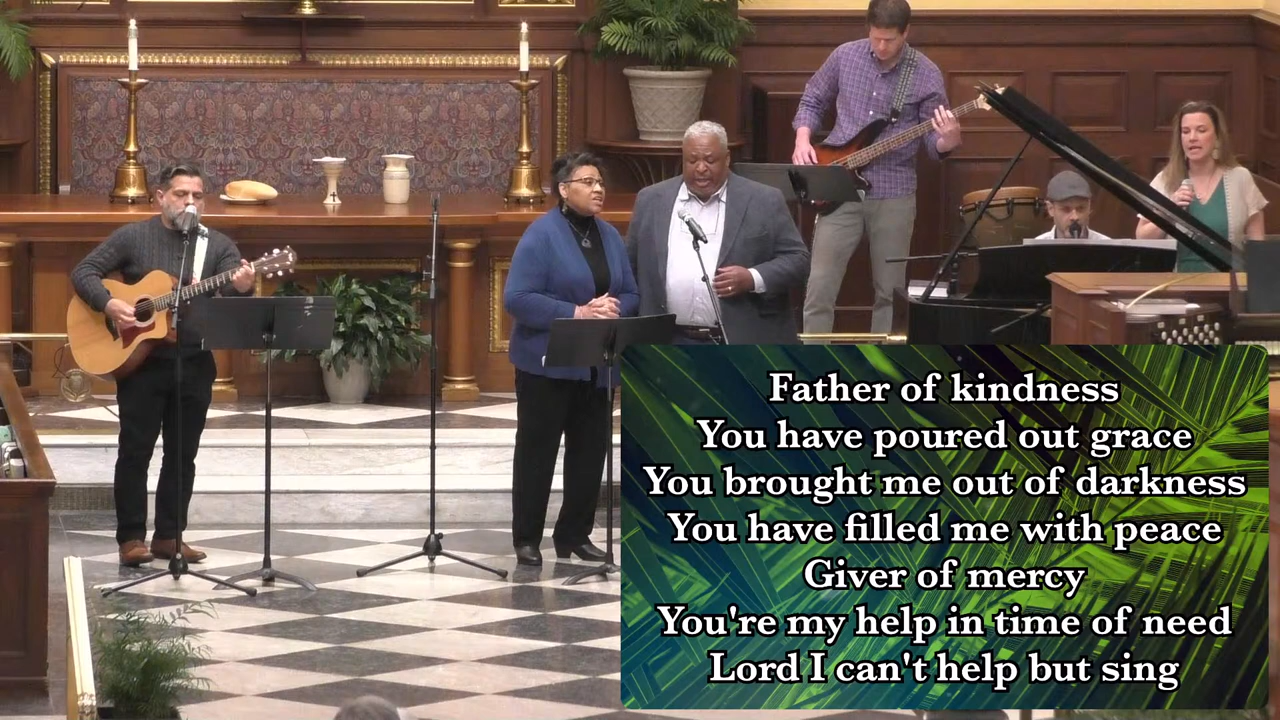 Father of kindness
You have poured out grace
You brought me out of darkness
You have filled me with peace
Giver of mercy
You're my help in time of need
Lord I can't help but sing